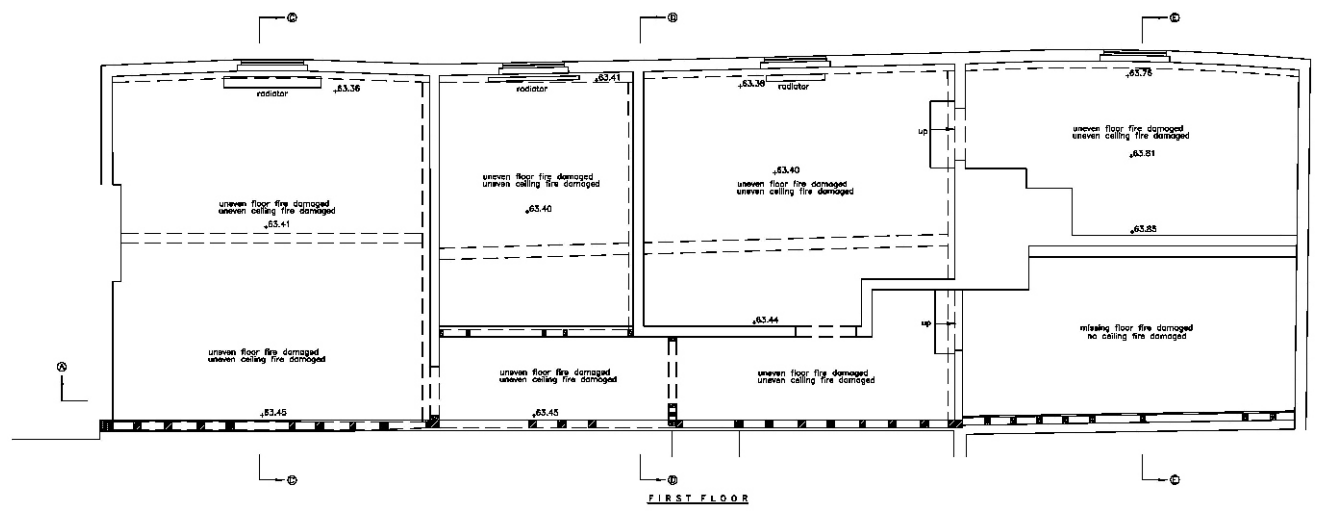 C
D
E
+63.36
radiator
+63.41
radiator
+63.38
radiator
+63.76
up
uneven floor fire damaged
uneven ceiling fire damaged
+63.81
uneven floor fire damaged
uneven ceiling fire damaged
+63.40
+63.40
uneven floor fire damaged
uneven ceiling fire damaged
uneven floor fire damaged
uneven ceiling fire damaged
+63.41
+63.85
+63.44
up
missing floor fire damaged
no ceiling fire damaged
uneven floor fire damaged
uneven ceiling fire damaged
A
uneven floor fire damaged
uneven ceiling fire damaged
uneven floor fire damaged
uneven ceiling fire damaged
+63.45
+63.45
C
D
E
FIRST FLOOR